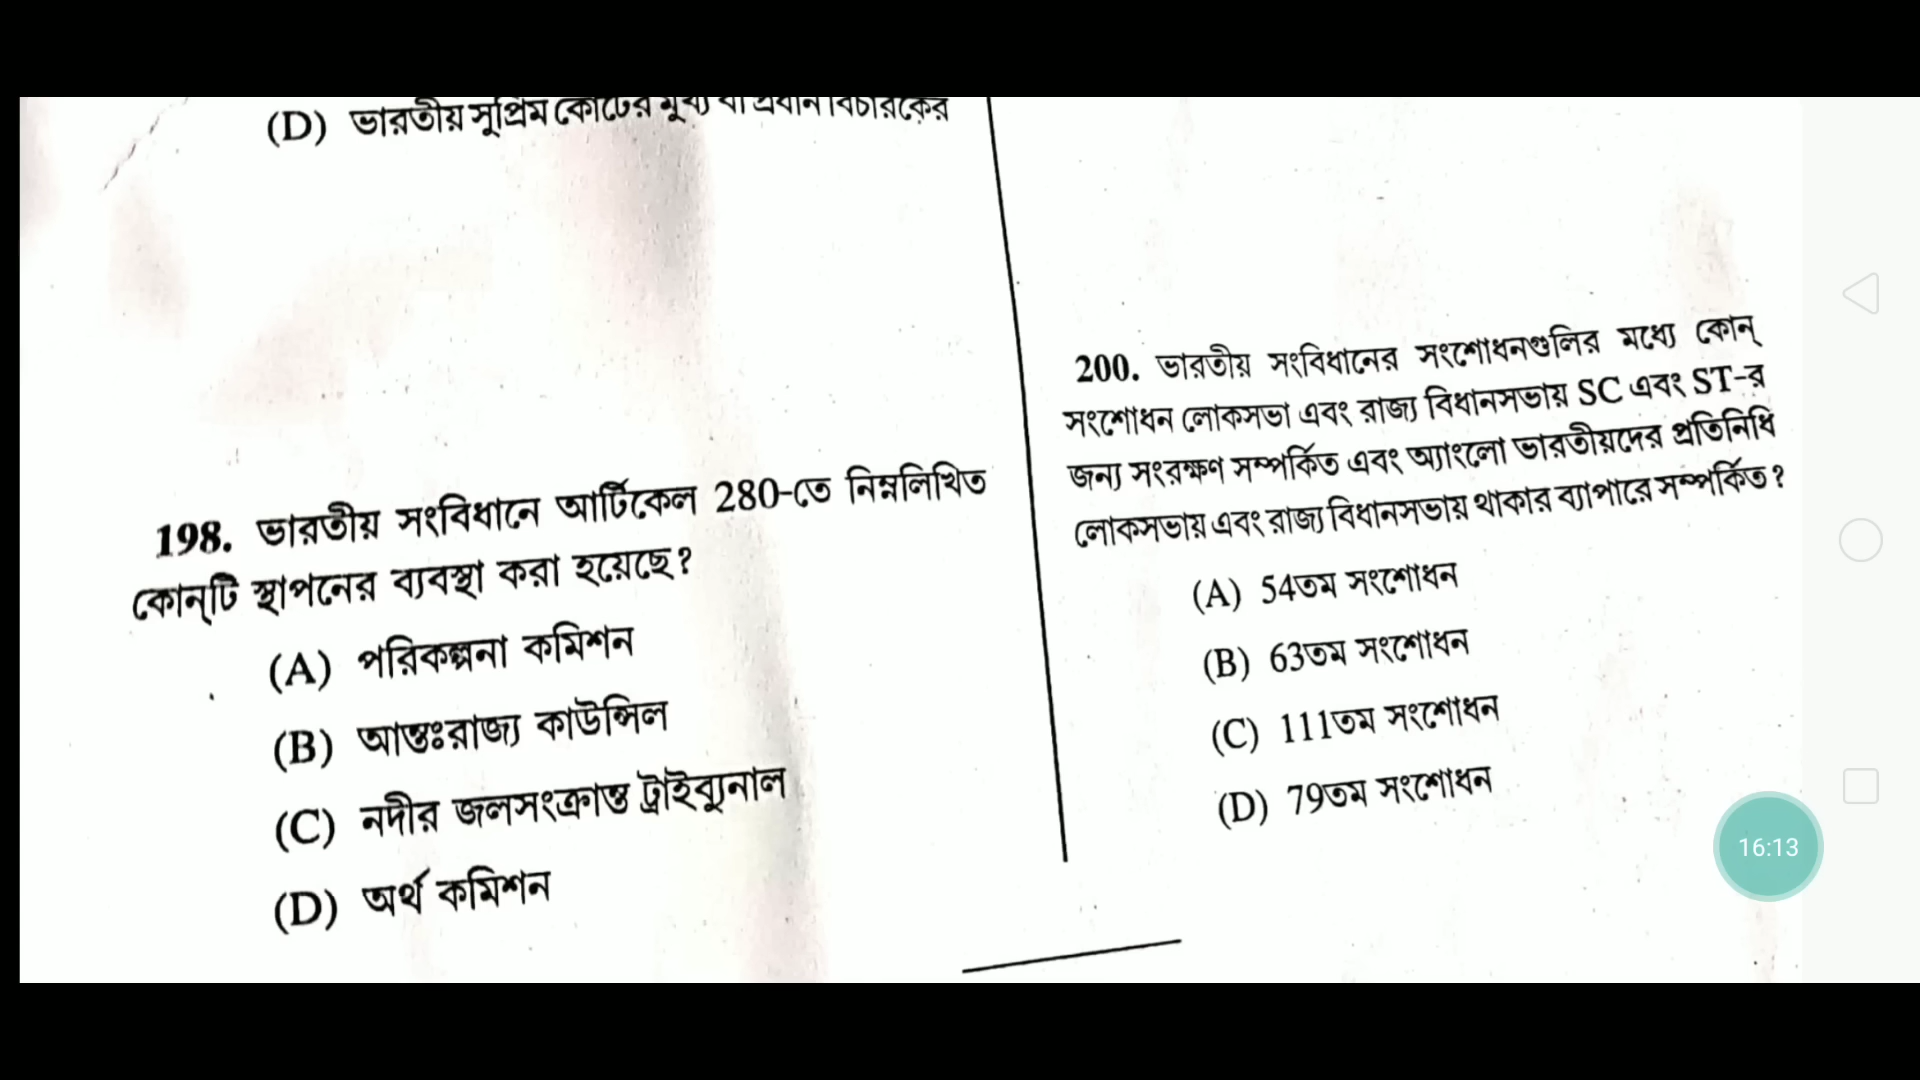 (D) ভারতীয় সুপ্রিম কোর্টের মুখ্য বা প্রধান বিচারকের
198. ভারতীয় সংবিধানে আর্টিকেল 280-তে নিম্নলিখিত
কোন্‌টি স্থাপনের ব্যবস্থা করা হয়েছে?
(A) পরিকল্পনা কমিশন
(B) আন্তঃরাজ্য কাউন্সিল
(C) নদীর জলসংক্রান্ত ট্রাইব্যুনাল
(D) অর্থ কমিশন
200. ভারতীয় সংবিধানের সংশোধনগুলির মধ্যে কোন্
সংশোধন লোকসভা এবং রাজ্য বিধানসভায় SC এবং ST-র
জন্য সংরক্ষণ সম্পর্কিত এবং অ্যাংলো ভারতীয়দের প্রতিনিধি
লোকসভায় এবং রাজ্য বিধানসভায় থাকার ব্যাপারে সম্পর্কিত?
(A) 54তম সংশোধন
(B) 63তম সংশোধন
(C) 111তম সংশোধন
(D) 79তম সংশোধন
16:13